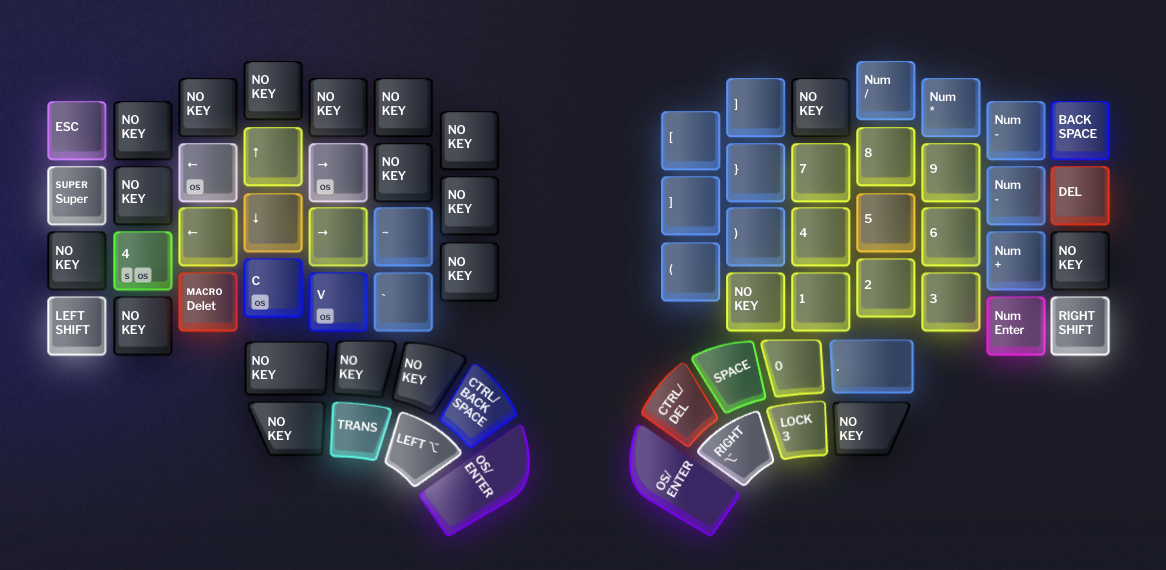 NO
KEY
NO
KEY
NO
KEY
NO
KEY
ESC
NO
KEY
NO
KEY
←
os
↑
→
os
NO
KEY
SUPER
Super
NO
KEY
NO
KEY
←
↓
→
~
NO
KEY
4
s os
NO
KEY
MACRO
Delet
C
os
V
os
`
LEFT
SHIFT
NO
KEY
NO
KEY
NO
KEY
NO
KEY
CTRL/
BACK
SPACE
NO
KEY
TRANS
LEFT ⌥
OS/
ENTER
]
NO
KEY
Num
/
Num
*
[
Num
-
BACK
SPACE
}
7
8
9
]
Num
-
DEL
)
4
5
6
(
Num
+
NO
KEY
NO
KEY
1
2
3
Num
Enter
RIGHT
SHIFT
CTRL/
DEL
SPACE
0
.
OS/
ENTER
RIGHT
⌥
LOCK
3
NO
KEY